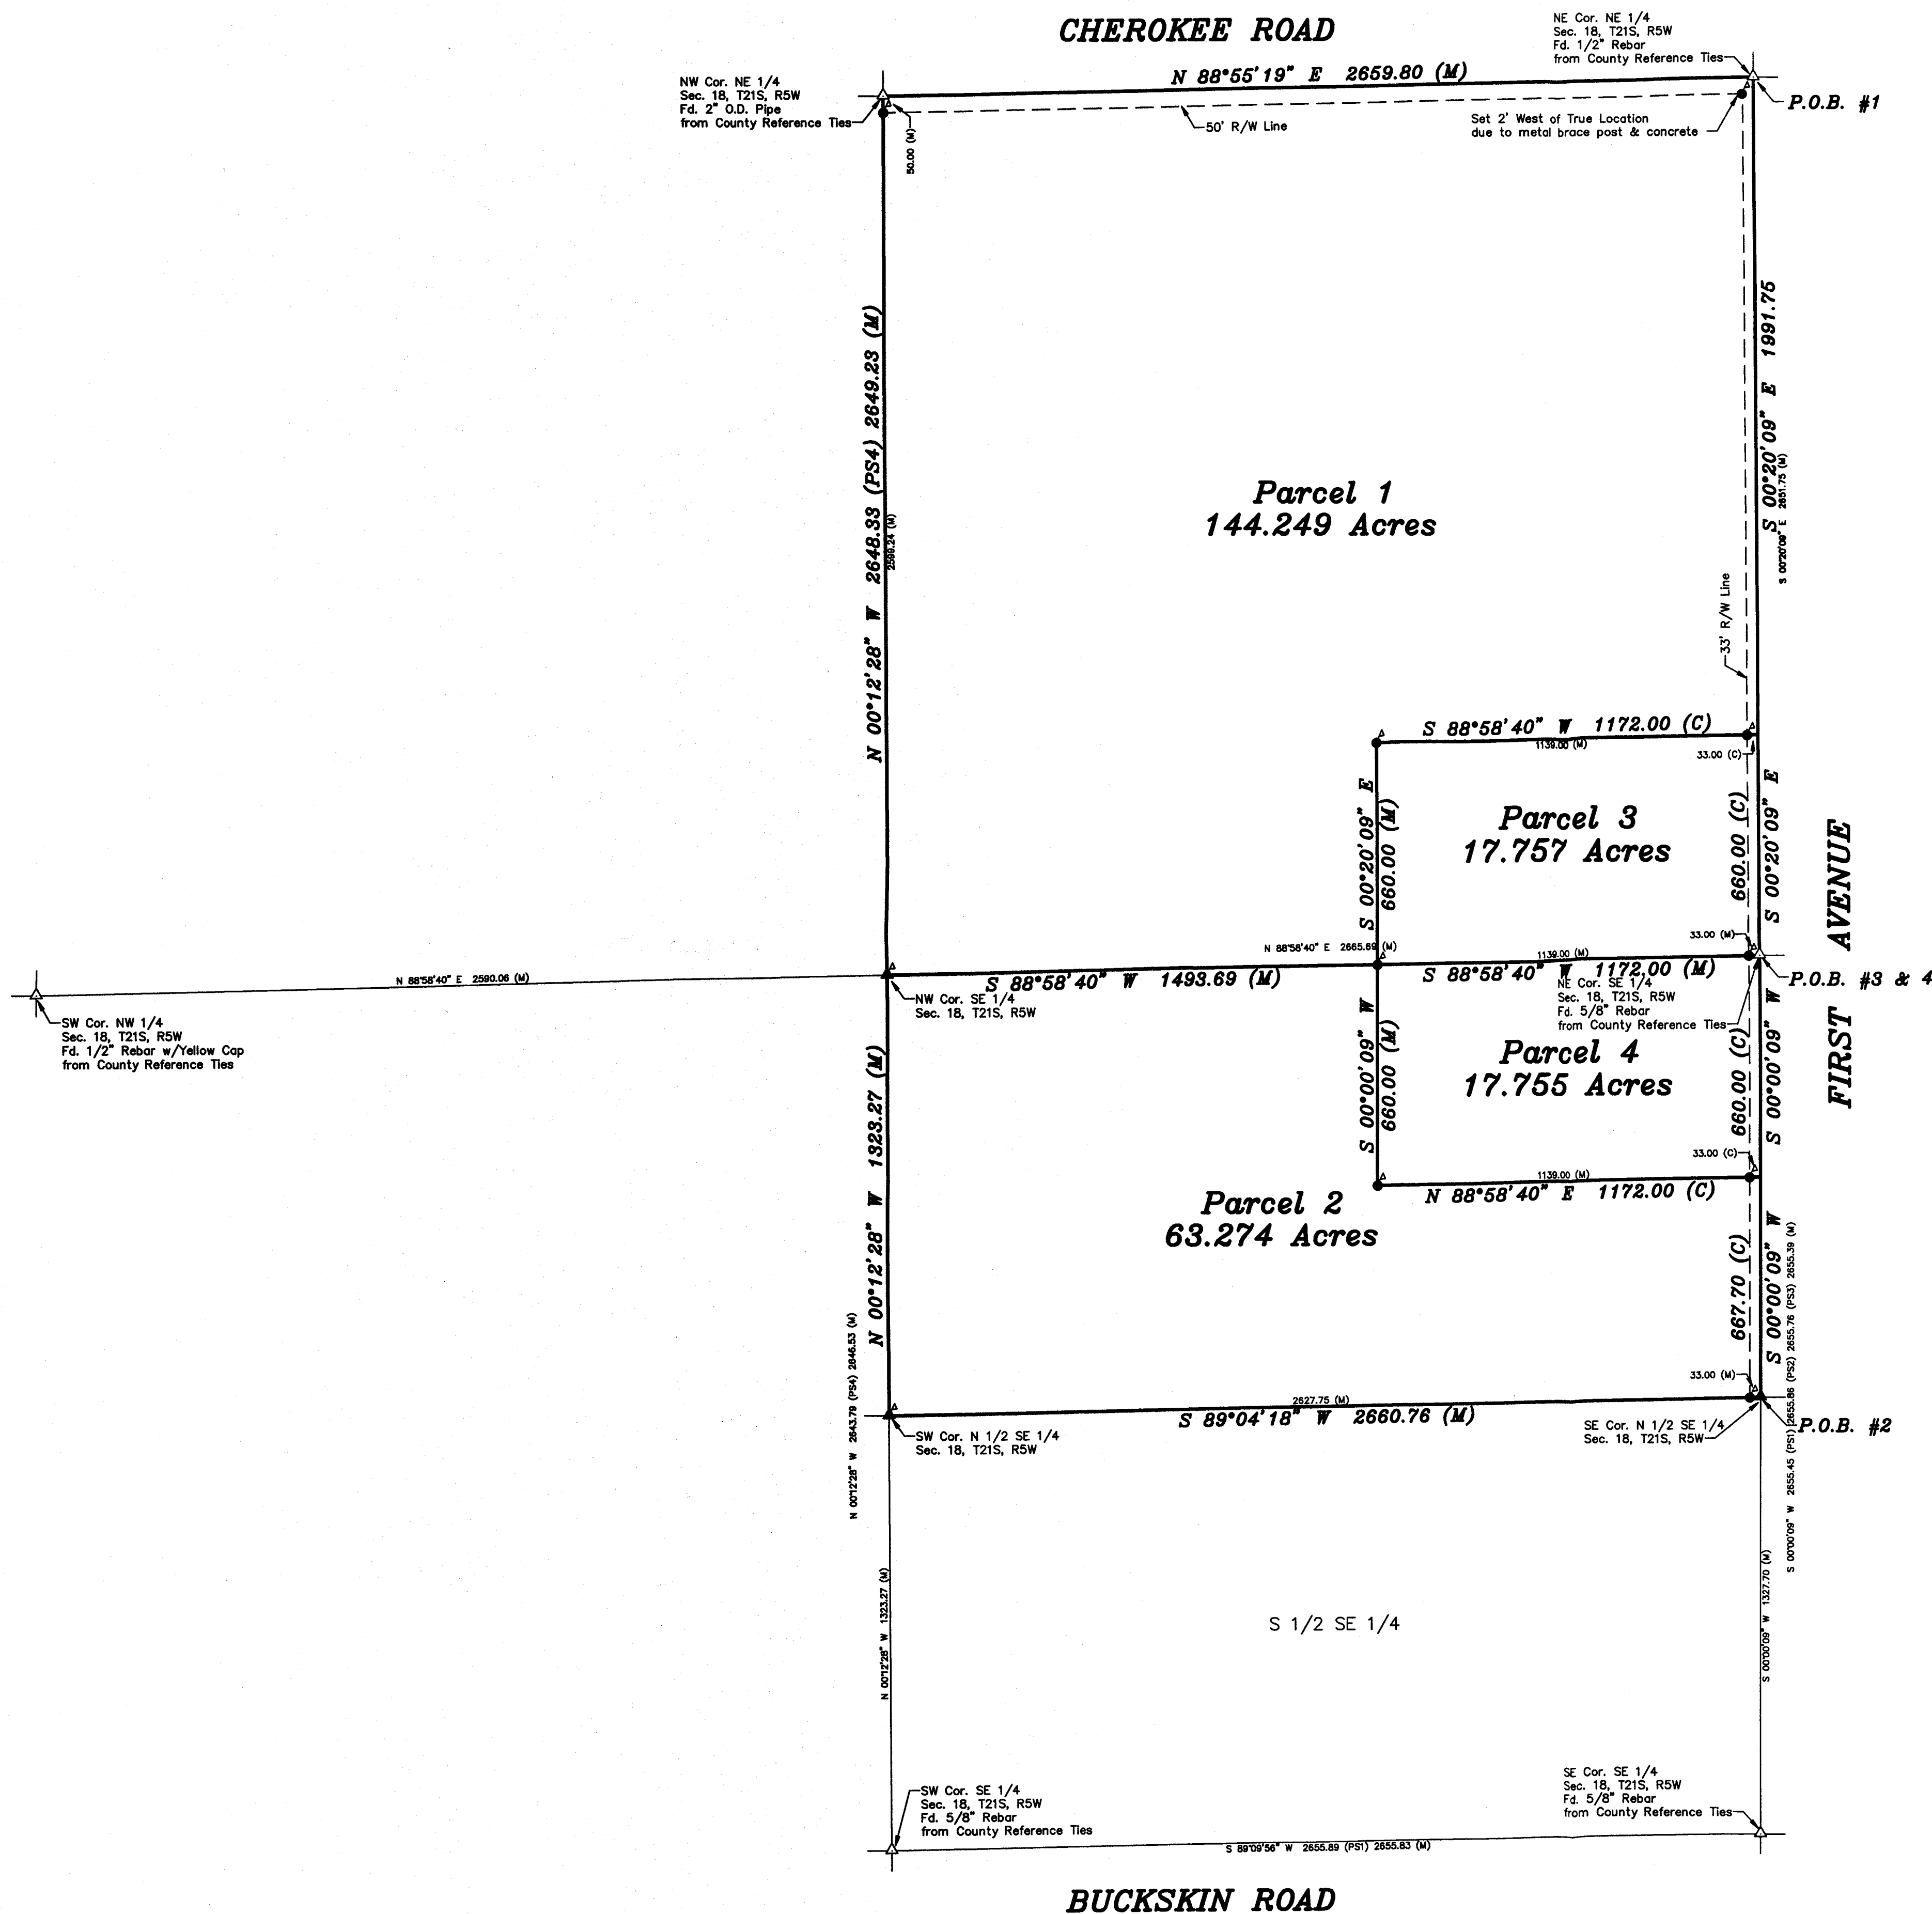 CHEROKEE ROAD
NE Cor. NE 1/4
Sec. 18, T21S, R5W
Fd. 1/2" Rebar
from County Reference Ties
N 88°55'19" E 2659.80 (M)
NW Cor. NE 1/4
Sec. 18, T21S, R5W
Fd. 2" O.D. Pipe
from County Reference Ties
P.O.B. #1
50' R/W Line
Set 2' West of True Location
due to metal brace post & concrete
50.00 (M)
N 00°12'28" W 2648.33 (PS4) 2649.23 (M)
2599.24 (M)
S 00°20'09" E 1991.75
S 00°20'09" E 2651.75 (M)
Parcel 1
144.249 Acres
33' R/W Line
S 88°58'40" W 1172.00 (C)
1139.00 (M)
33.00 (C)
S 00°20'09" E
660.00 (M)
Parcel 3
17.757 Acres
660.00 (C)
S 00°20'09" E
FIRST AVENUE
33.00 (M)
N 88°58'40" E 2665.69 (M)
1139.00 (M)
N 88°58'40" E 2590.06 (M)
S 88°58'40" W 1493.69 (M)
S 88°58'40" W 1172.00 (M)
P.O.B. #3 & 4
NE Cor. SE 1/4
Sec. 18, T21S, R5W
Fd. 5/8" Rebar
from County Reference Ties
NW Cor. SE 1/4
Sec. 18, T21S, R5W
SW Cor. NW 1/4
Sec. 18, T21S, R5W
Fd. 1/2" Rebar w/Yellow Cap
from County Reference Ties
S 00°00'09" W
660.00 (M)
Parcel 4
17.755 Acres
660.00 (C)
S 00°00'09" W
33.00 (C)
1139.00 (M)
N 88°58'40" E 1172.00 (C)
N 00°12'28" W 1323.27 (M)
Parcel 2
63.274 Acres
667.70 (C)
S 00°00'09" W
N 00°12'28" W 2643.79 (PS4) 2646.53 (M)
S 00°00'09" W 2655.45 (PS1) 2655.86 (PS2) 2655.76 (PS3) 2655.39 (M)
33.00 (M)
2627.75 (M)
S 89°04'18" W 2660.76 (M)
SW Cor. N 1/2 SE 1/4
Sec. 18, T21S, R5W
SE Cor. N 1/2 SE 1/4
Sec. 18, T21S, R5W
P.O.B. #2
N 00°12'28" W 1323.27 (M)
S 1/2 SE 1/4
S 00°00'09" W 1327.70 (M)
SW Cor. SE 1/4
Sec. 18, T21S, R5W
Fd. 5/8" Rebar
from County Reference Ties
SE Cor. SE 1/4
Sec. 18, T21S, R5W
Fd. 5/8" Rebar
from County Reference Ties
S 89°09'56" W 2655.89 (PS1) 2655.83 (M)
BUCKSKIN ROAD